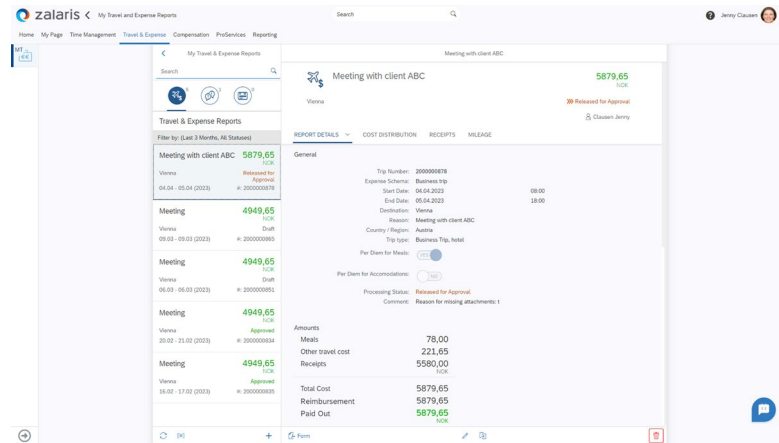 zalaris
My Travel and Expense Reports
Search
Jenny Clausen
Home My Page Time Management Travel & Expense Compensation ProServices Reporting
MT
My Travel & Expense Reports
Search
Travel & Expense Reports
Filter by: (Last 3 Months, All Statuses)
Meeting with client ABC 5879,65
NOK
Vienna Released for
Approval
04.04 - 05.04 (2023) #: 2000000878
Meeting 4949,65
NOK
Vienna Draft
09.03 - 09.03 (2023) #: 2000000865
Meeting 4949,65
NOK
Vienna Draft
06.03 - 06.03 (2023) #: 2000000851
Meeting 4949,65
NOK
Vienna Approved
20.02 - 21.02 (2023) #: 2000000834
Meeting 4949,65
NOK
Vienna Approved
16.02 - 17.02 (2023) #: 2000000835
Meeting with client ABC
Meeting with client ABC 5879,65
NOK
Vienna Released for Approval
Clausen Jenny
REPORT DETAILS COST DISTRIBUTION RECEIPTS MILEAGE
General
Trip Number: 2000000878
Expense Schema: Business trip
Start Date: 04.04.2023 08:00
End Date: 05.04.2023 18:00
Destination: Vienna
Reason: Meeting with client ABC
Country / Region: Austria
Trip type: Business Trip, hotel
Per Diem for Meals: YES
Per Diem for Accomodations: NO
Processing Status: Released for Approval
Comment: Reason for missing attachments: t
Amounts
Meals 78,00
Other travel cost 221,65
Receipts 5580,00
NOK
Total Cost 5879,65
Reimbursement 5879,65
Paid Out 5879,65
NOK
Form